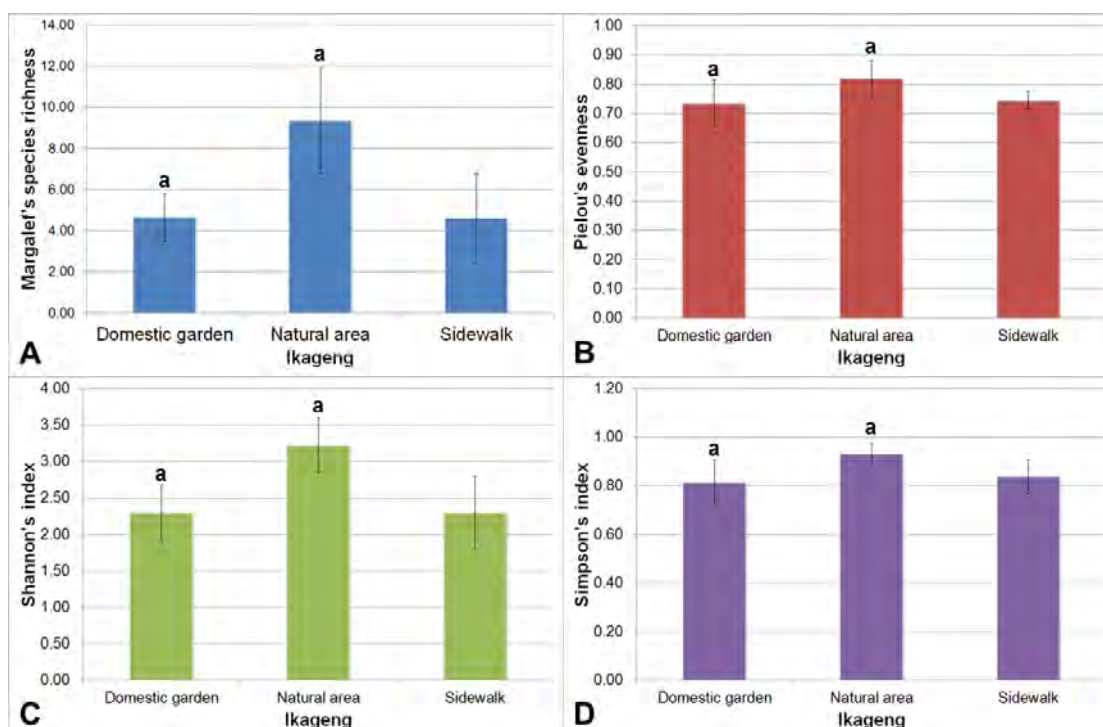 14.00
12.00
10.00
8.00
6.00
4.00
2.00
0.00
Margalef's species richness
a
a
Domestic garden Natural area Sidewalk
Ikageng
A
1.00
0.90
0.80
0.70
0.60
0.50
0.40
0.30
0.20
0.10
0.00
Pielou's evenness
a
a
Domestic garden Natural area Sidewalk
Ikageng
B
4.00
3.50
3.00
2.50
2.00
1.50
1.00
0.50
0.00
Shannon's index
a
a
Domestic garden Natural area Sidewalk
Ikageng
C
1.20
1.00
0.80
0.60
0.40
0.20
0.00
Simpson's index
a
a
Domestic garden Natural area Sidewalk
Ikageng
D